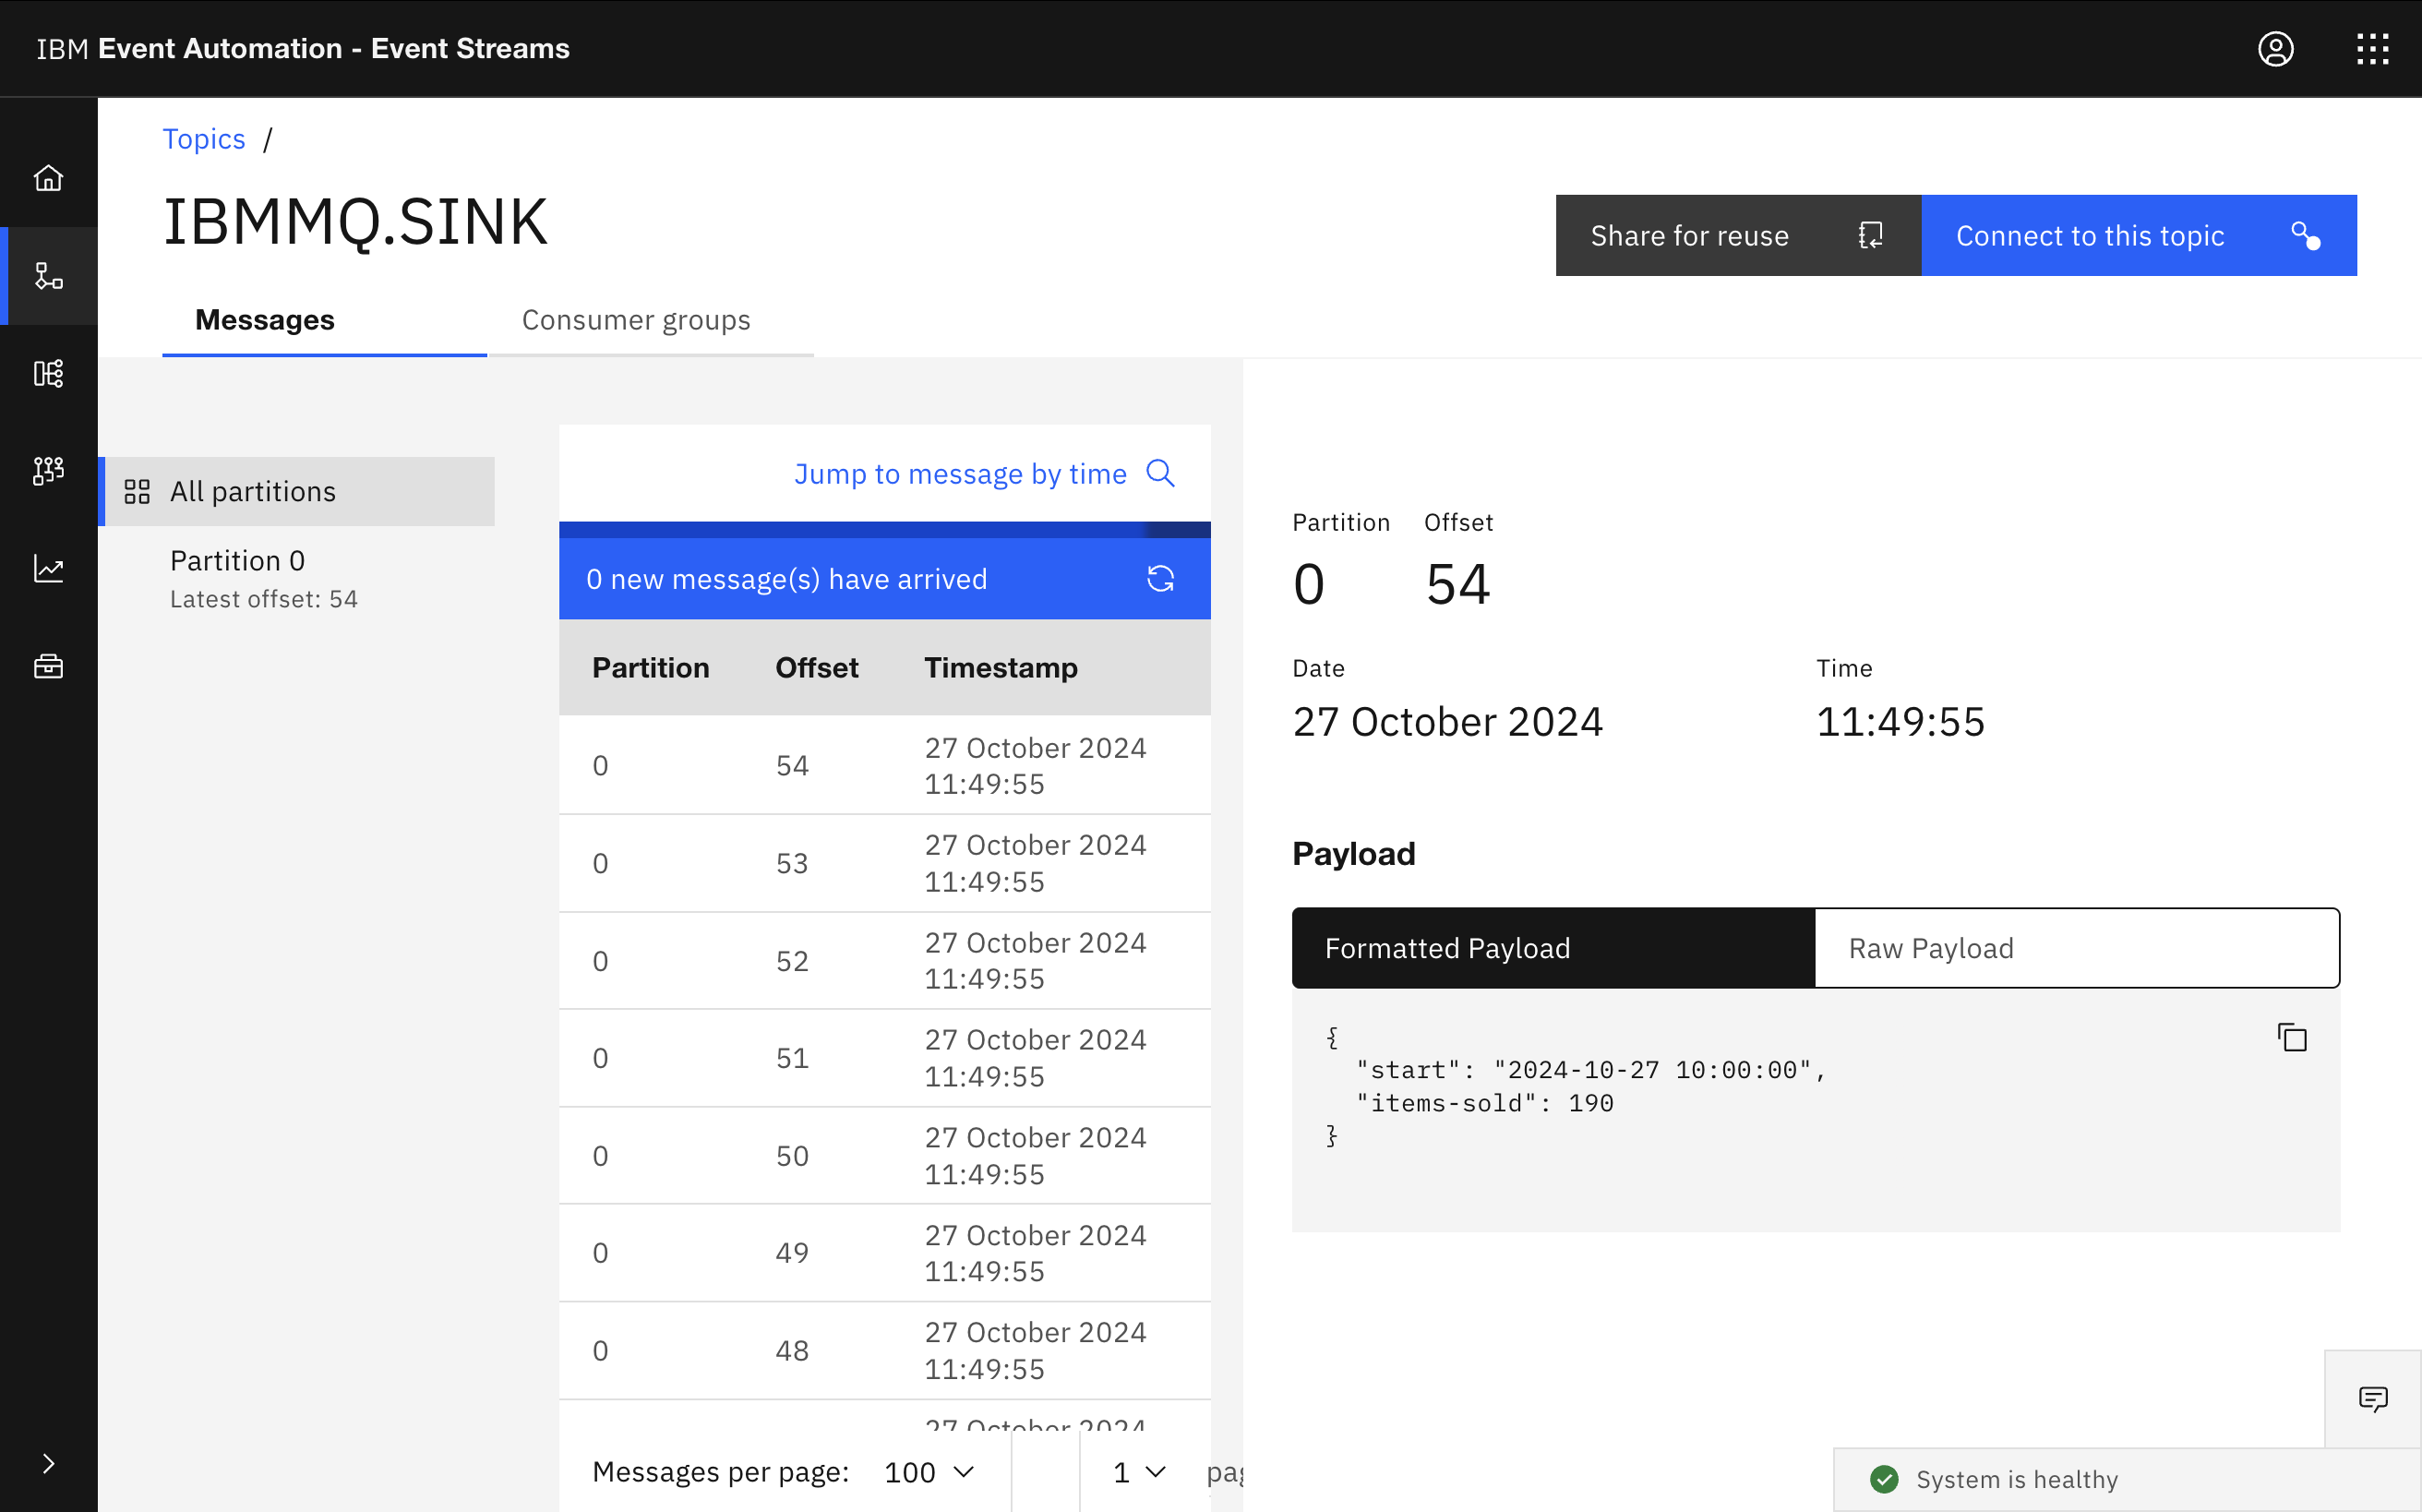 IBM Event Automation - Event Streams
Topics /
IBMMQ.SINK
Share for reuse
Connect to this topic
Messages
Consumer groups
All partitions
Partition 0
Latest offset: 54
Jump to message by time
0 new message(s) have arrived
Partition Offset Timestamp
0 54 27 October 2024
11:49:55
0 53 27 October 2024
11:49:55
0 52 27 October 2024
11:49:55
0 51 27 October 2024
11:49:55
0 50 27 October 2024
11:49:55
0 49 27 October 2024
11:49:55
0 48 27 October 2024
11:49:55
27 October 2024
Messages per page: 100
1
Partition Offset
0 54
Date Time
27 October 2024 11:49:55
Payload
Formatted Payload
Raw Payload
{
"start": "2024-10-27 10:00:00",
"items-sold": 190
}
System is healthy